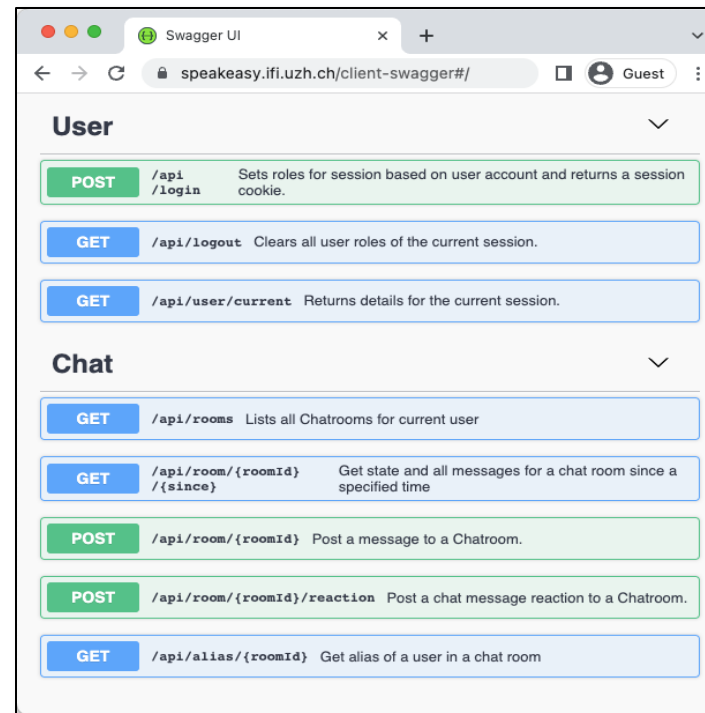 Swagger UI
speakeasy.ifi.uzh.ch/client-swagger#/
Guest
User
POST /api Sets roles for session based on user account and returns a session
/login cookie.
GET /api/logout Clears all user roles of the current session.
GET /api/user/current Returns details for the current session.
Chat
GET /api/rooms Lists all Chatrooms for current user
GET /api/room/{roomId} Get state and all messages for a chat room since a
/{since} specified time
POST /api/room/{roomId} Post a message to a Chatroom.
POST /api/room/{roomId}/reaction Post a chat message reaction to a Chatroom.
GET /api/alias/{roomId} Get alias of a user in a chat room